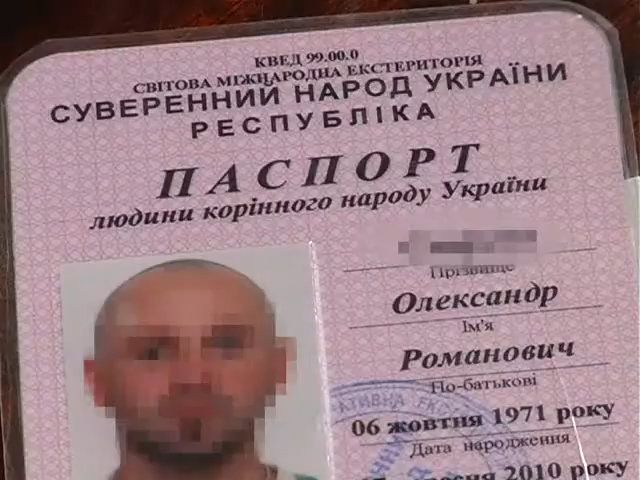 КВЕД 99.00.0
СВІТОВА МІЖНАРОДНА ЕКСТЕРИТОРІЯ
СУВЕРЕННИЙ НАРОД УКРАЇНИ
РЕСПУБЛІКА
ПАСПОРТ
людини корінного народу України
Прізвище
Олександр
Ім'я
Романович
По-батькові
06 жовтня 1971 року
Дата народження
2010 року